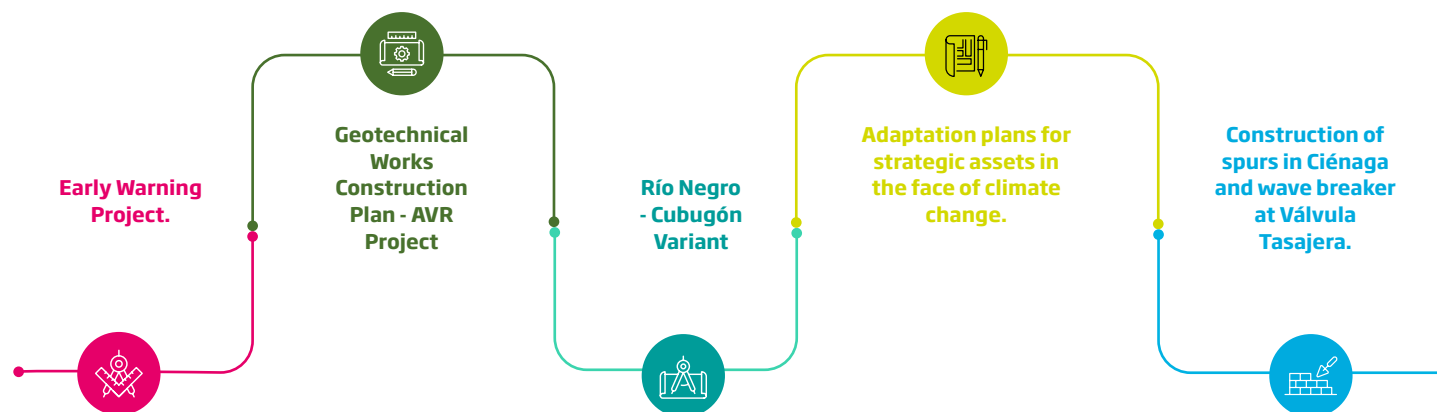 Early Warning
Project.
Geotechnical
Works
Construction
Plan - AVR
Project
Río Negro
- Cubugón
Variant
Adaptation plans for
strategic assets in
the face of climate
change.
Construction of
spurs in Ciénaga
and wave breaker
at Válvula
Tasajera.